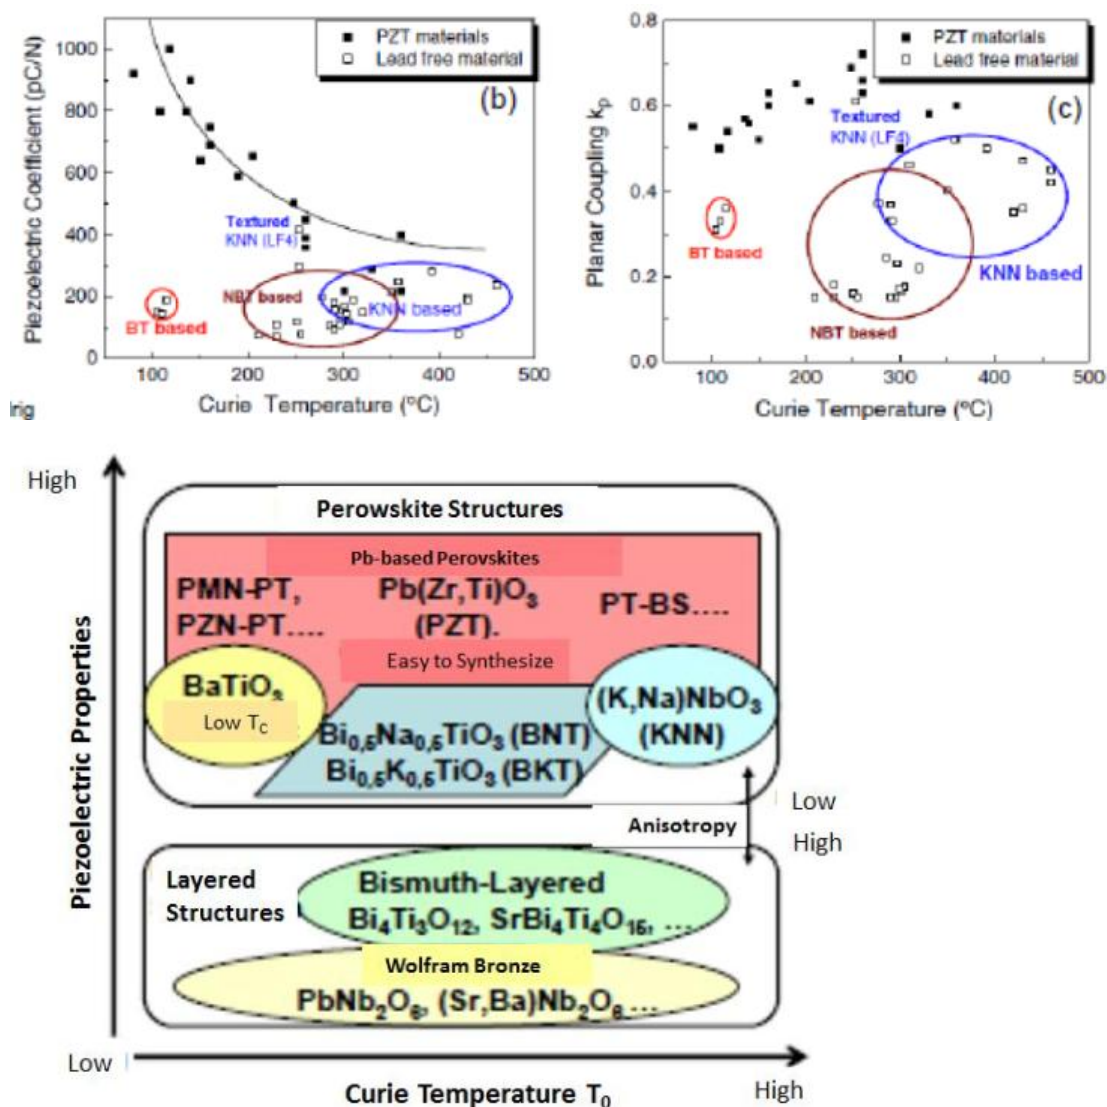 PZT materials
Lead free material
(b)
1000
800
600
400
200
0
Piezoelectric Coefficient (pC/N)
Textured
KNN (LF4)
NBT based
KNN based
BT based
100
200
300
400
500
Curie Temperature (°C)
rig
PZT materials
Lead free material
(c)
0.8
0.6
0.4
0.2
0.0
Planar Coupling kp
Textured
KNN (LF4)
BT based
KNN based
NBT based
100
200
300
400
500
Curie Temperature (°C)
High
Piezoelectric Properties
Low
Perowskite Structures
Pb-based Perovskites
PMN-PT,
PZN-PT....
Pb(Zr,Ti)O3
(PZT).
PT-BS....
Easy to Synthesize
BaTiO3
Low TC
Bi0,5Na0,5TiO3 (BNT)
Bi0,5K0,5TiO3 (BKT)
(K,Na)NbO3
(KNN)
Low
Anisotropy
High
Layered
Structures
Bismuth-Layered
Bi4Ti3O12, SrBi4Ti4O15, ...
Wolfram Bronze
PbNb2O6, (Sr,Ba)Nb2O6 ...
Curie Temperature T0
High